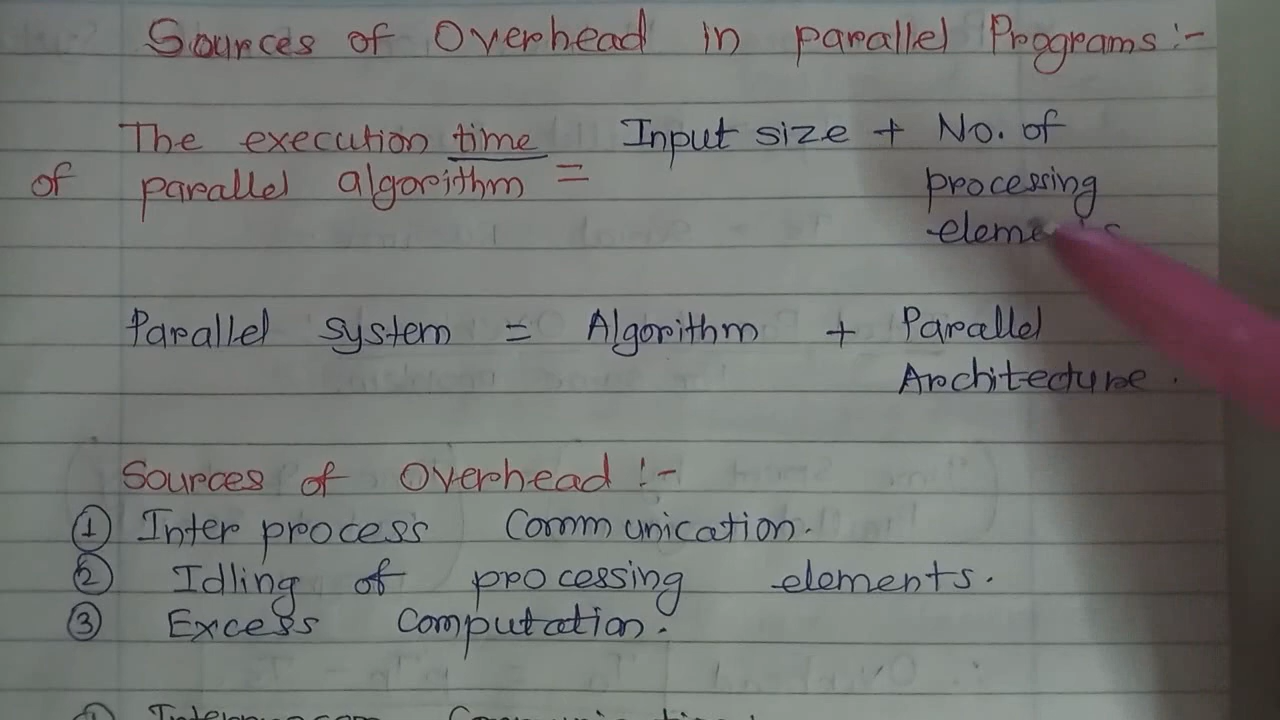 Sources of Overhead in parallel Programs :-
The execution time
of parallel algorithm = Input size + No. of
processing
elements
Parallel system = Algorithm + Parallel
Architecture.
Sources of Overhead :-
① Inter process Communication.
② Idling of processing elements.
③ Excess Computation.